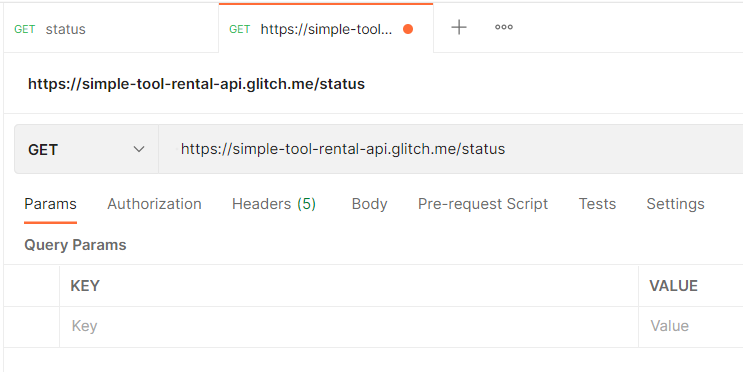 GET status GET https://simple-tool...
https://simple-tool-rental-api.glitch.me/status
GET https://simple-tool-rental-api.glitch.me/status
Params Authorization Headers (5) Body Pre-request Script Tests Settings
Query Params
KEY VALUE
Key Value